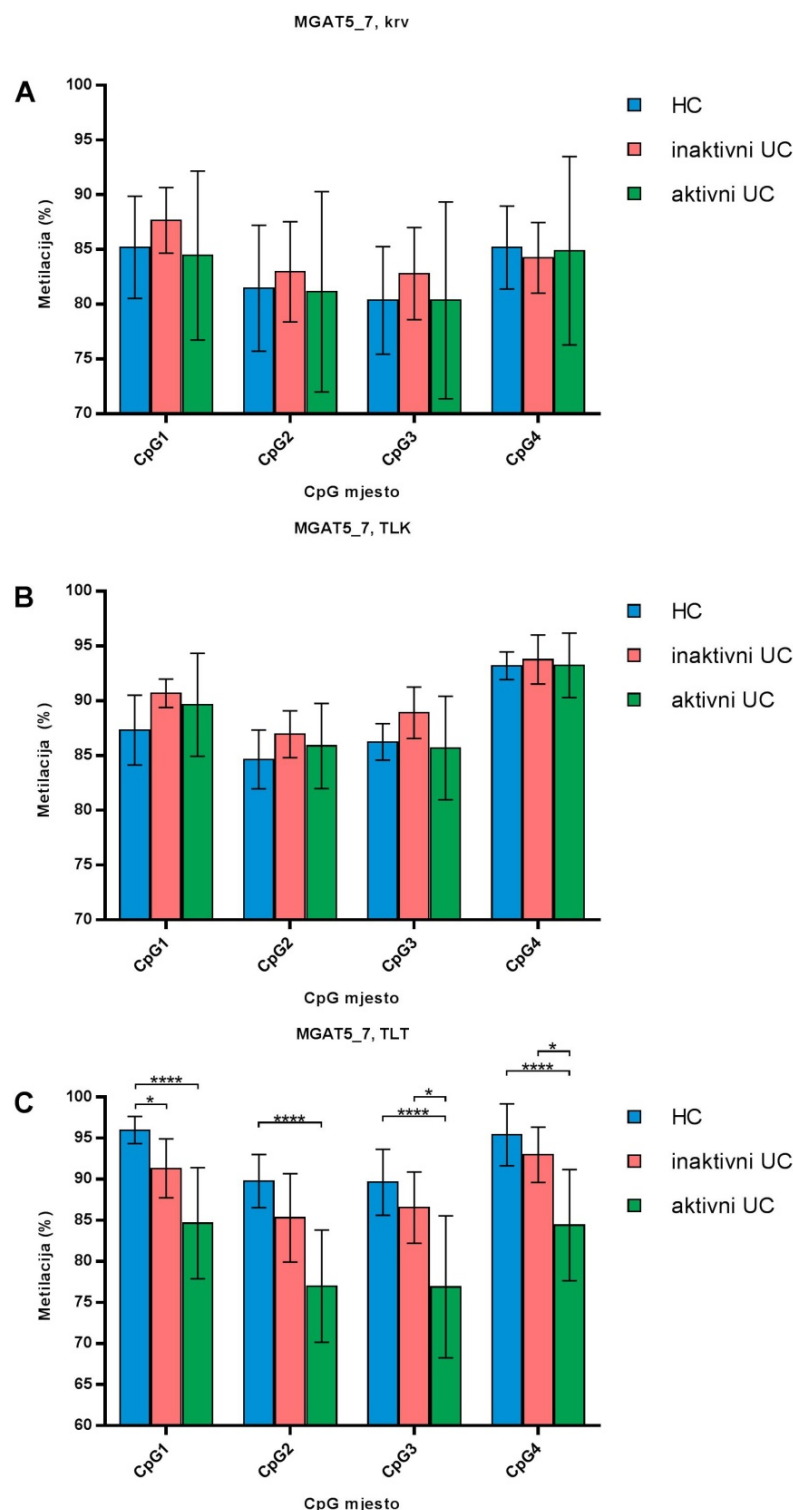 MGAT5_7, krv
A
100
95
90
85
80
75
70
Metilacija (%)
CpG1
CpG2
CpG3
CpG4
CpG mjesto
HC
inaktivni UC
aktivni UC
MGAT5_7, TLK
B
100
95
90
85
80
75
70
Metilacija (%)
CpG1
CpG2
CpG3
CpG4
CpG mjesto
HC
inaktivni UC
aktivni UC
MGAT5_7, TLT
C
100
95
90
85
80
75
70
65
60
Metilacija (%)
****
*
****
*
****
*
****
CpG1
CpG2
CpG3
CpG4
CpG mjesto
HC
inaktivni UC
aktivni UC